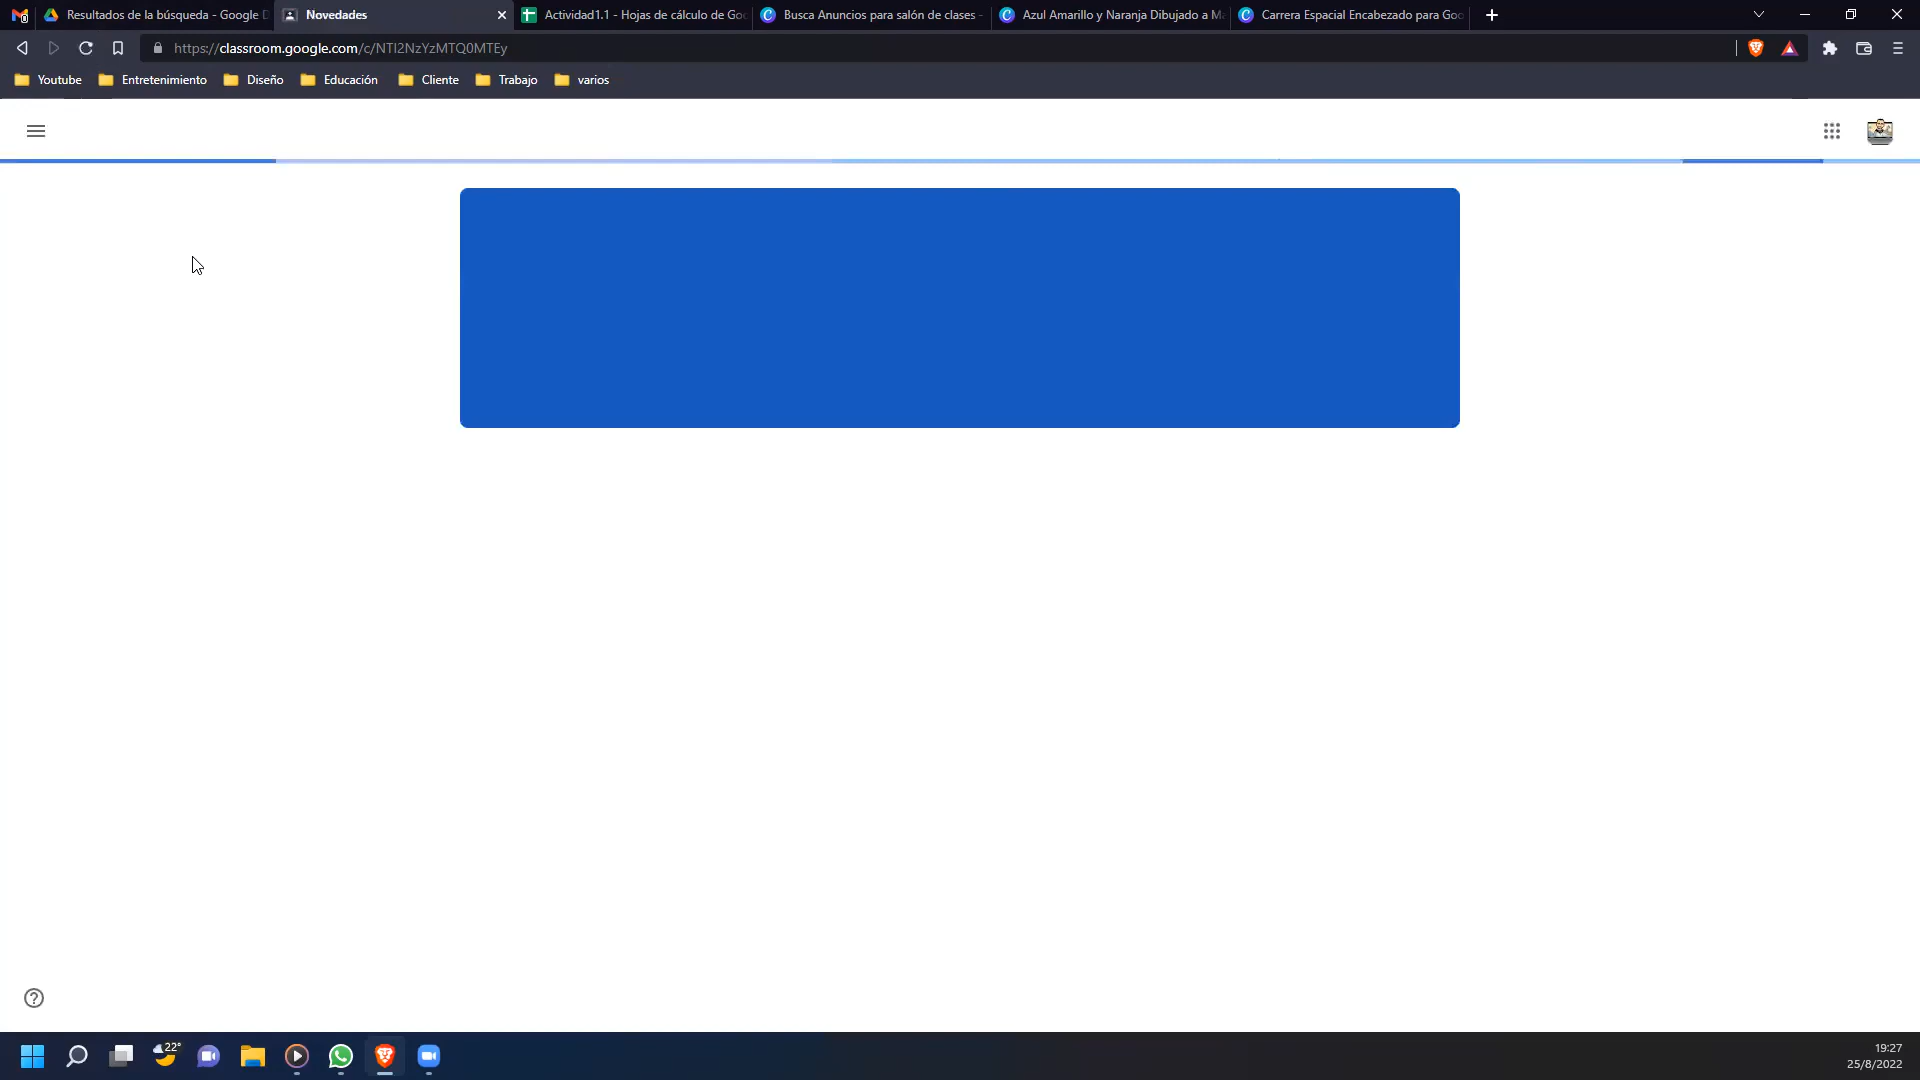 Resultados de la búsqueda - Google D
Novedades
Actividad1.1 - Hojas de cálculo de Goo
Busca Anuncios para salón de clases -
Azul Amarillo y Naranja Dibujado a Ma
Carrera Espacial Encabezado para Goo
https://classroom.google.com/c/NTI2NzYzMTQ0MTEy
Youtube
Entretenimiento
Diseño
Educación
Cliente
Trabajo
varios
22°
19:27
25/8/2022